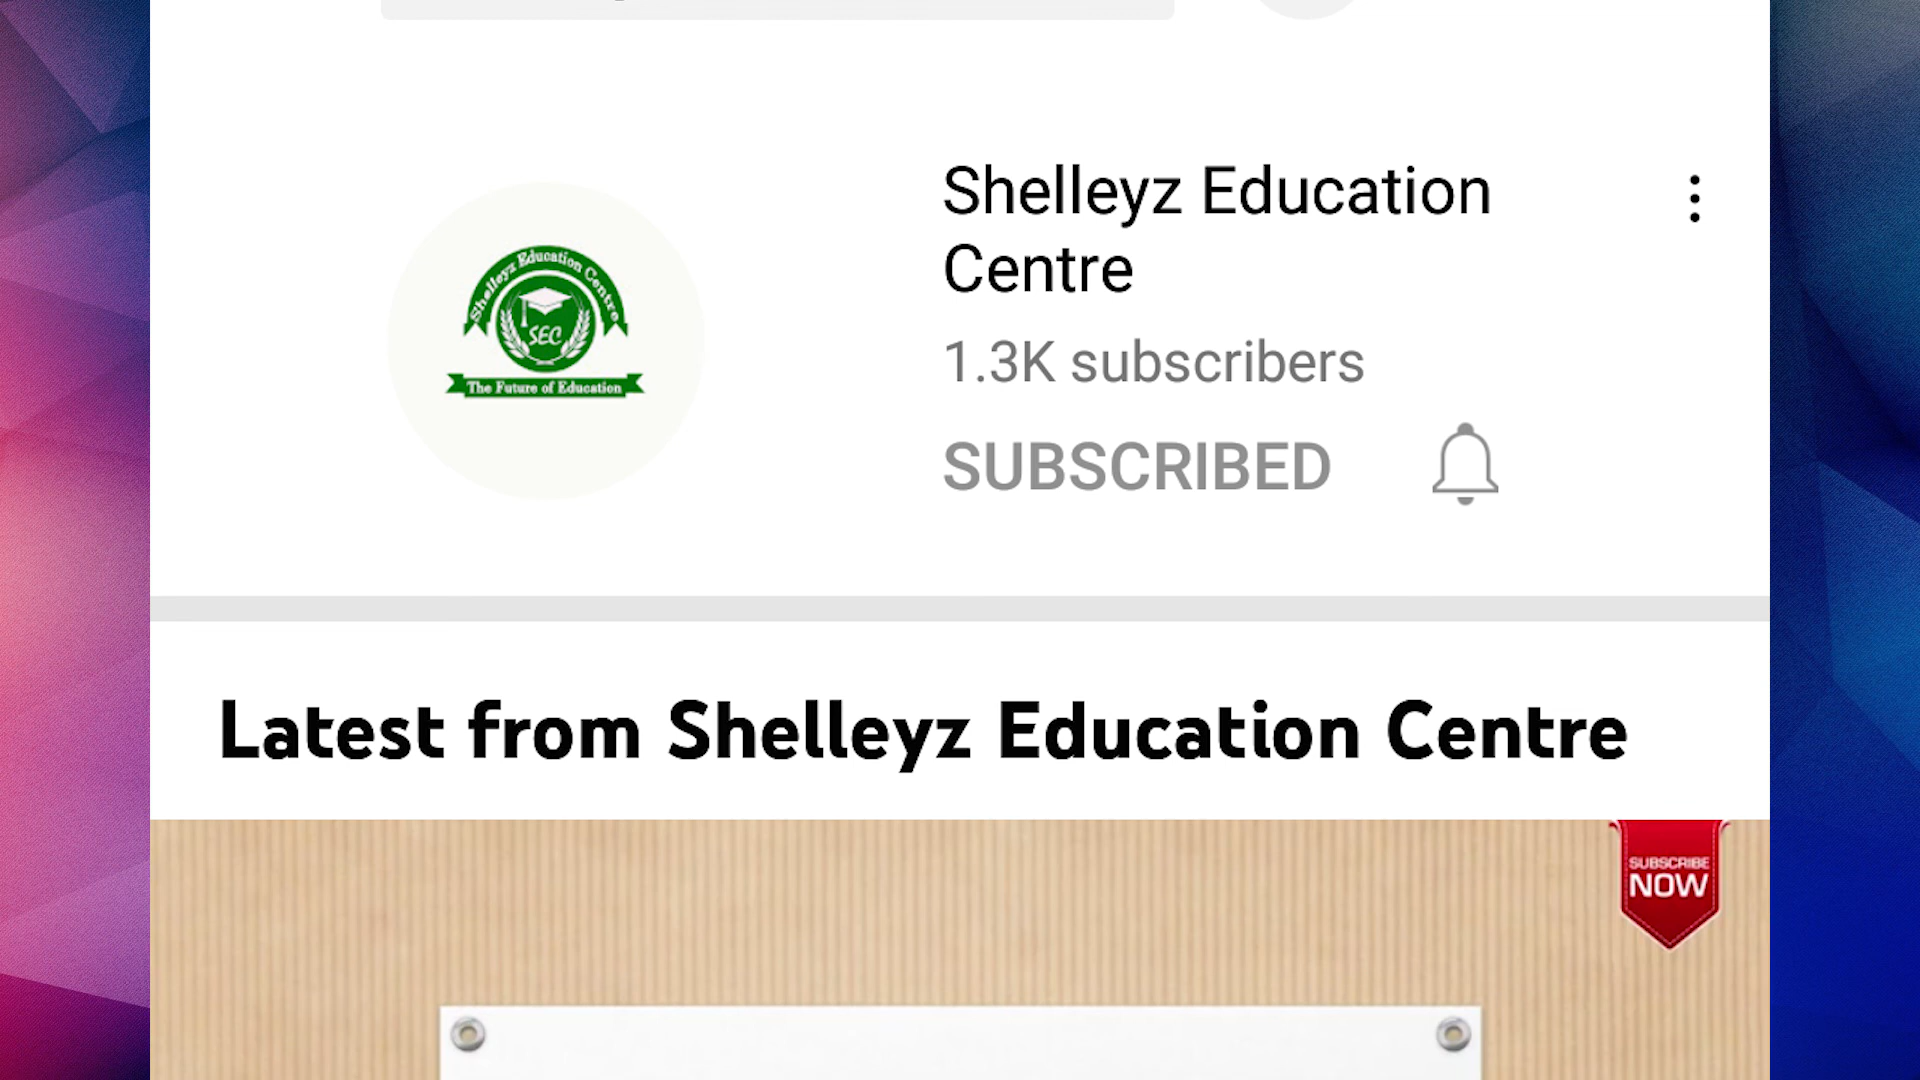 Shelleyz Education
Centre
1.3K subscribers
SUBSCRIBED
Shelleyz Education Centre
SEC
The Future of Education
Latest from Shelleyz Education Centre
SUBSCRIBE
NOW